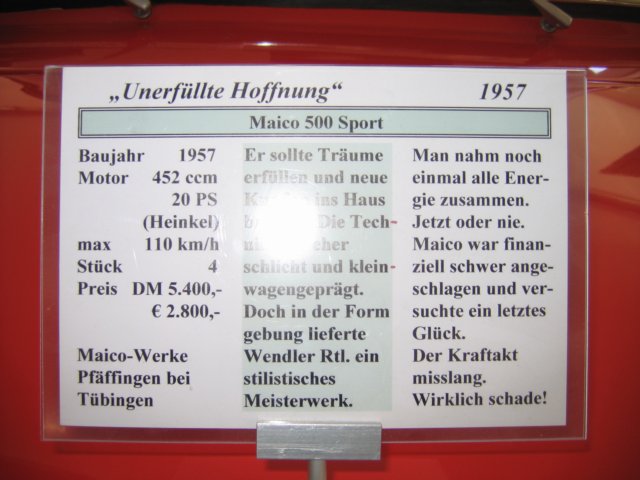 „Unerfüllte Hoffnung“ 1957
Maico 500 Sport
Baujahr 1957
Motor 452 ccm
20 PS
(Heinkel)
max 110 km/h
Stück 4
Preis DM 5.400,-
€ 2.800,-
Maico-Werke
Pfäffingen bei
Tübingen
Er sollte Träume
erfüllen und neue
ins Haus
Die Tech-
schlicht und klein-
wagengeprägt.
Doch in der Form
gebung lieferte
Wendler Rtl. ein
stilistisches
Meisterwerk.
Man nahm noch
einmal alle Ener-
gie zusammen.
Jetzt oder nie.
Maico war finan-
ziell schwer ange-
schlagen und ver-
suchte ein letztes
Glück.
Der Kraftakt
misslang.
Wirklich schade!